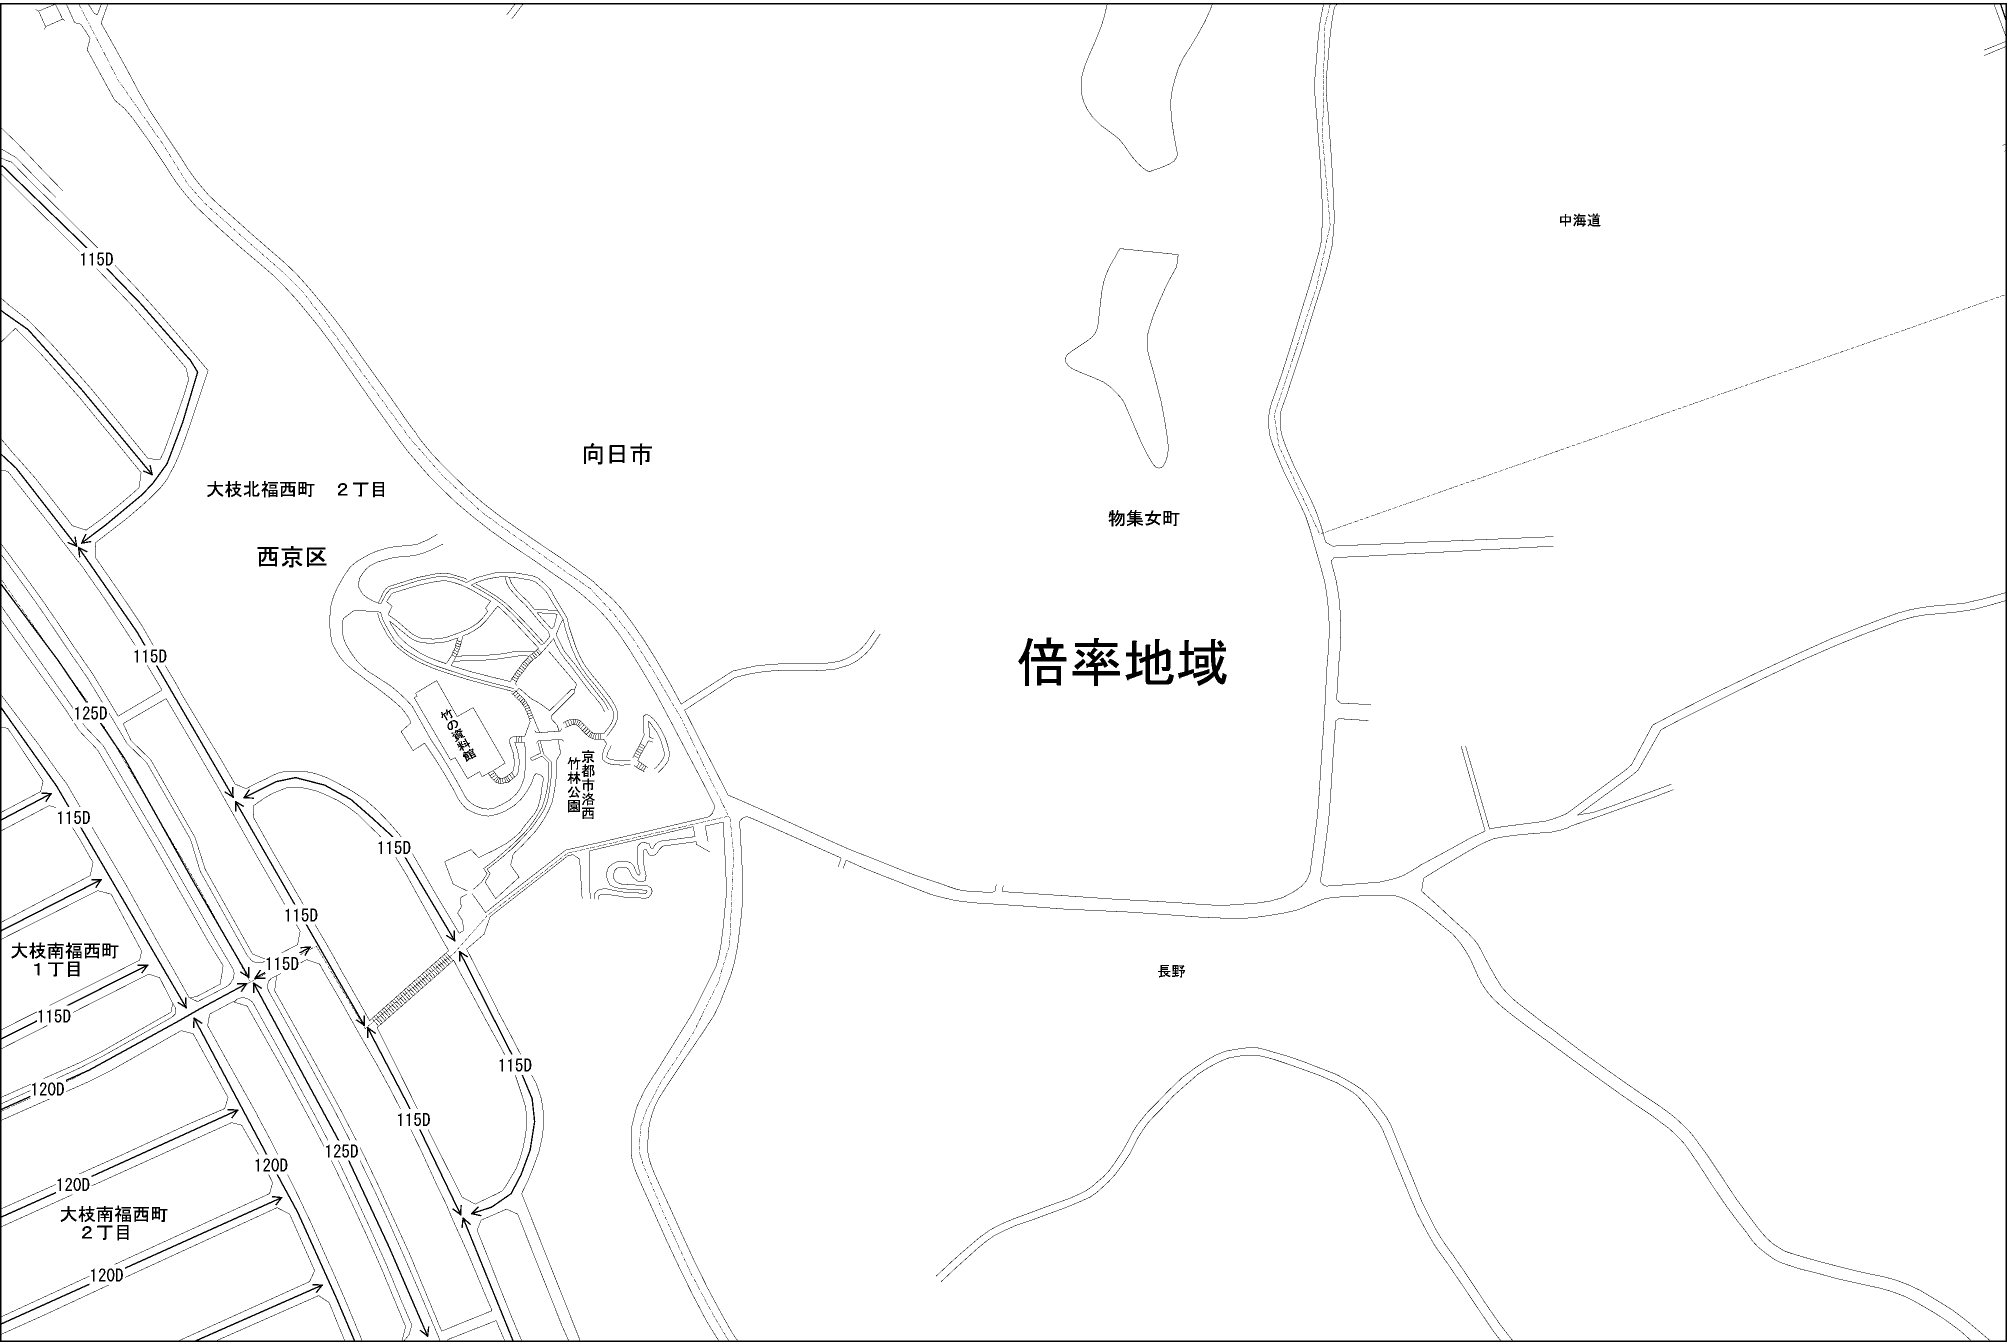 中海道
115D
向日市
大枝北福西町　２丁目
物集女町
西京区
倍率地域
115D
125D
竹の資料館
京都市洛西
竹林公園
115D
115D
115D
大枝南福西町
１丁目
115D
長野
115D
115D
120D
115D
125D
120D
120D
大枝南福西町
２丁目
120D